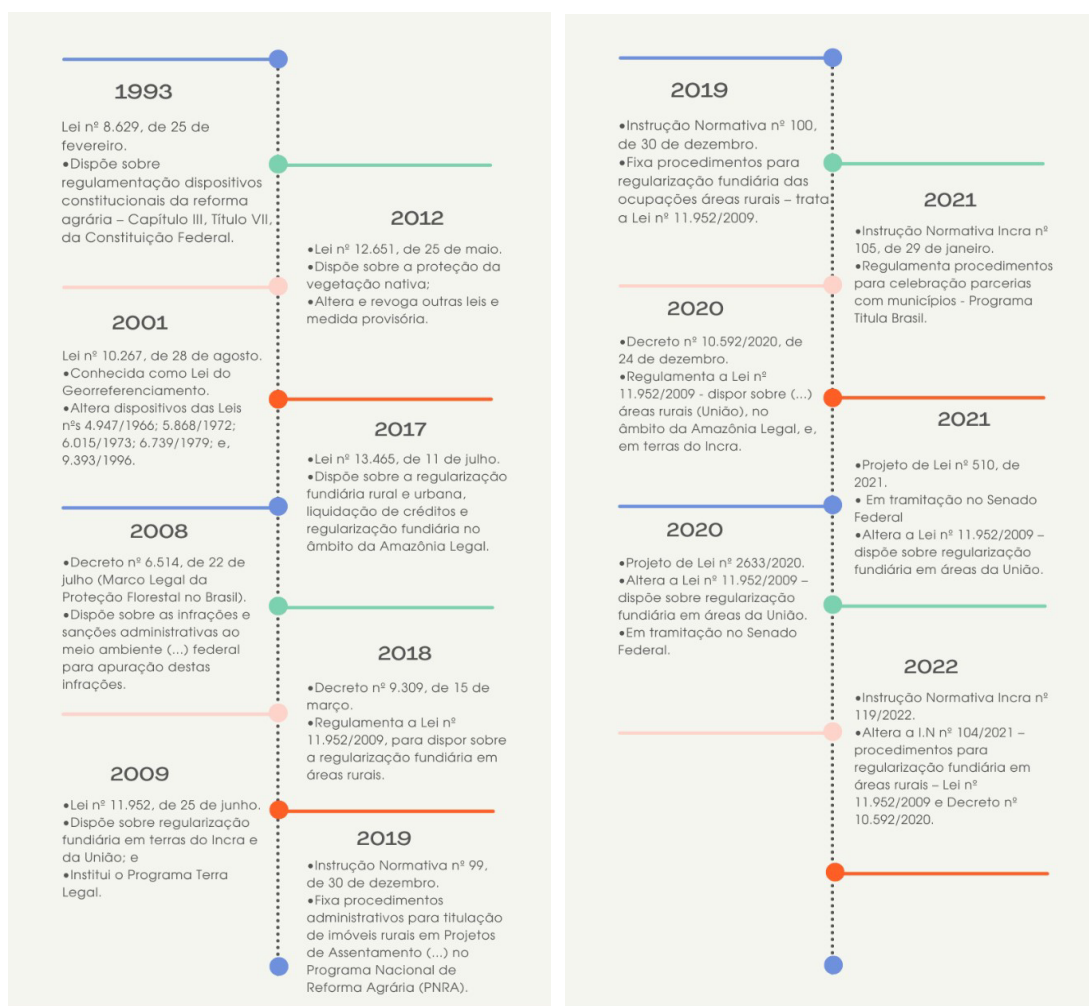 1993
Lei nº 8.629, de 25 de
fevereiro.
•Dispõe sobre
regulamentação dispositivos
constitucionais da reforma
agrária – Capítulo III, Título VII,
da Constituição Federal.
2001
Lei nº 10.267, de 28 de agosto.
•Conhecida como Lei do
Georreferenciamento.
•Altera dispositivos das Leis
nºs 4.947/1966; 5.868/1972;
6.015/1973; 6.739/1979; e,
9.393/1996.
2008
•Decreto nº 6.514, de 22 de
julho (Marco Legal da
Proteção Florestal no Brasil).
•Dispõe sobre as infrações e
sanções administrativas ao
meio ambiente (...) federal
para apuração destas
infrações.
2009
•Lei nº 11.952, de 25 de junho.
•Dispõe sobre regularização
fundiária em terras do Incra e
da União; e
•Institui o Programa Terra
Legal.
2012
•Lei nº 12.651, de 25 de maio.
•Dispõe sobre a proteção da
vegetação nativa;
•Altera e revoga outras leis e
medida provisória.
2017
•Lei nº 13.465, de 11 de julho.
•Dispõe sobre a regularização
fundiária rural e urbana,
liquidação de créditos e
regularização fundiária no
âmbito da Amazônia Legal.
2018
•Decreto nº 9.309, de 15 de
março.
•Regulamenta a Lei nº
11.952/2009, para dispor sobre
a regularização fundiária em
áreas rurais.
2019
•Instrução Normativa nº 99,
de 30 de dezembro.
•Fixa procedimentos
administrativos para titulação
de imóveis rurais em Projetos
de Assentamento (...) no
Programa Nacional de
Reforma Agrária (PNRA).
2019
•Instrução Normativa nº 100,
de 30 de dezembro.
•Fixa procedimentos para
regularização fundiária das
ocupações áreas rurais – trata
a Lei nº 11.952/2009.
2020
•Decreto nº 10.592/2020, de
24 de dezembro.
•Regulamenta a Lei nº
11.952/2009 - dispor sobre (...)
áreas rurais (União), no
âmbito da Amazônia Legal, e,
em terras do Incra.
2020
Projeto de Lei nº 2633/2020.
•Altera a Lei nº 11.952/2009 –
dispõe sobre regularização
fundiária em áreas da União.
•Em tramitação no Senado
Federal.
2021
•Instrução Normativa Incra nº
105, de 29 de janeiro.
•Regulamenta procedimentos
para celebração parcerias
com municípios - Programa
Titula Brasil.
2021
•Projeto de Lei nº 510, de
2021.
• Em tramitação no Senado
Federal
•Altera a Lei nº 11.952/2009 –
dispõe sobre regularização
fundiária em áreas da União.
2022
•Instrução Normativa Incra nº
119/2022.
•Altera a I.N nº 104/2021 –
procedimentos para
regularização fundiária em
áreas rurais – Lei nº
11.952/2009 e Decreto nº
10.592/2020.